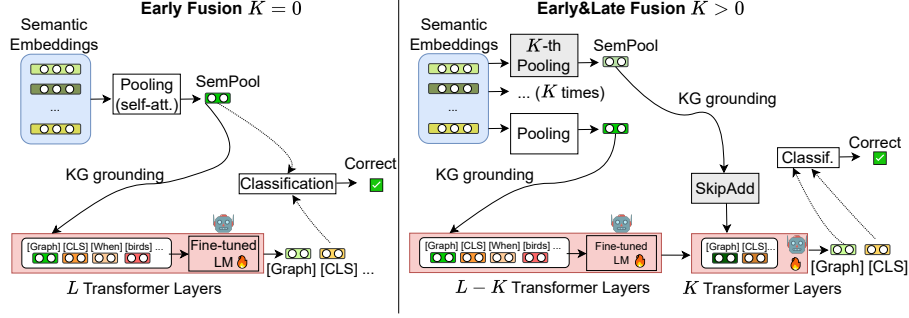 Early Fusion K = 0
Semantic
Embeddings
...
Pooling
(self-att.)
SemPool
KG grounding
Correct
Classification
[Graph] [CLS] [When] [birds] ...
Fine-tuned
LM
[Graph] [CLS] ...
L Transformer Layers
Early&Late Fusion K > 0
Semantic
Embeddings
...
K-th
Pooling
SemPool
... (K times)
Pooling
KG grounding
KG grounding
SkipAdd
Classif.
Correct
[Graph] [CLS] [When] [birds]...
Fine-tuned
LM
[Graph] [CLS]...
[Graph] [CLS]
L − K Transformer Layers
K Transformer Layers